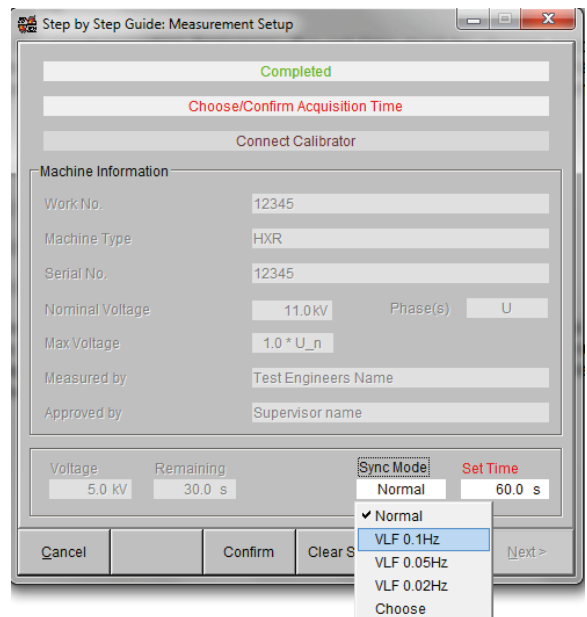 Step by Step Guide: Measurement Setup
Completed
Choose/Confirm Acquisition Time
Connect Calibrator
Machine Information
Work No. 12345
Machine Type HXR
Serial No. 12345
Nominal Voltage 11.0 kV Phase(s) U
Max Voltage 1.0 * U_n
Measured by Test Engineers Name
Approved by Supervisor name
Voltage Remaining Sync Mode Set Time
5.0 kV 30.0 s Normal 60.0 s
Normal
VLF 0.1Hz
Cancel Confirm Clear S Next >
VLF 0.05Hz
VLF 0.02Hz
Choose